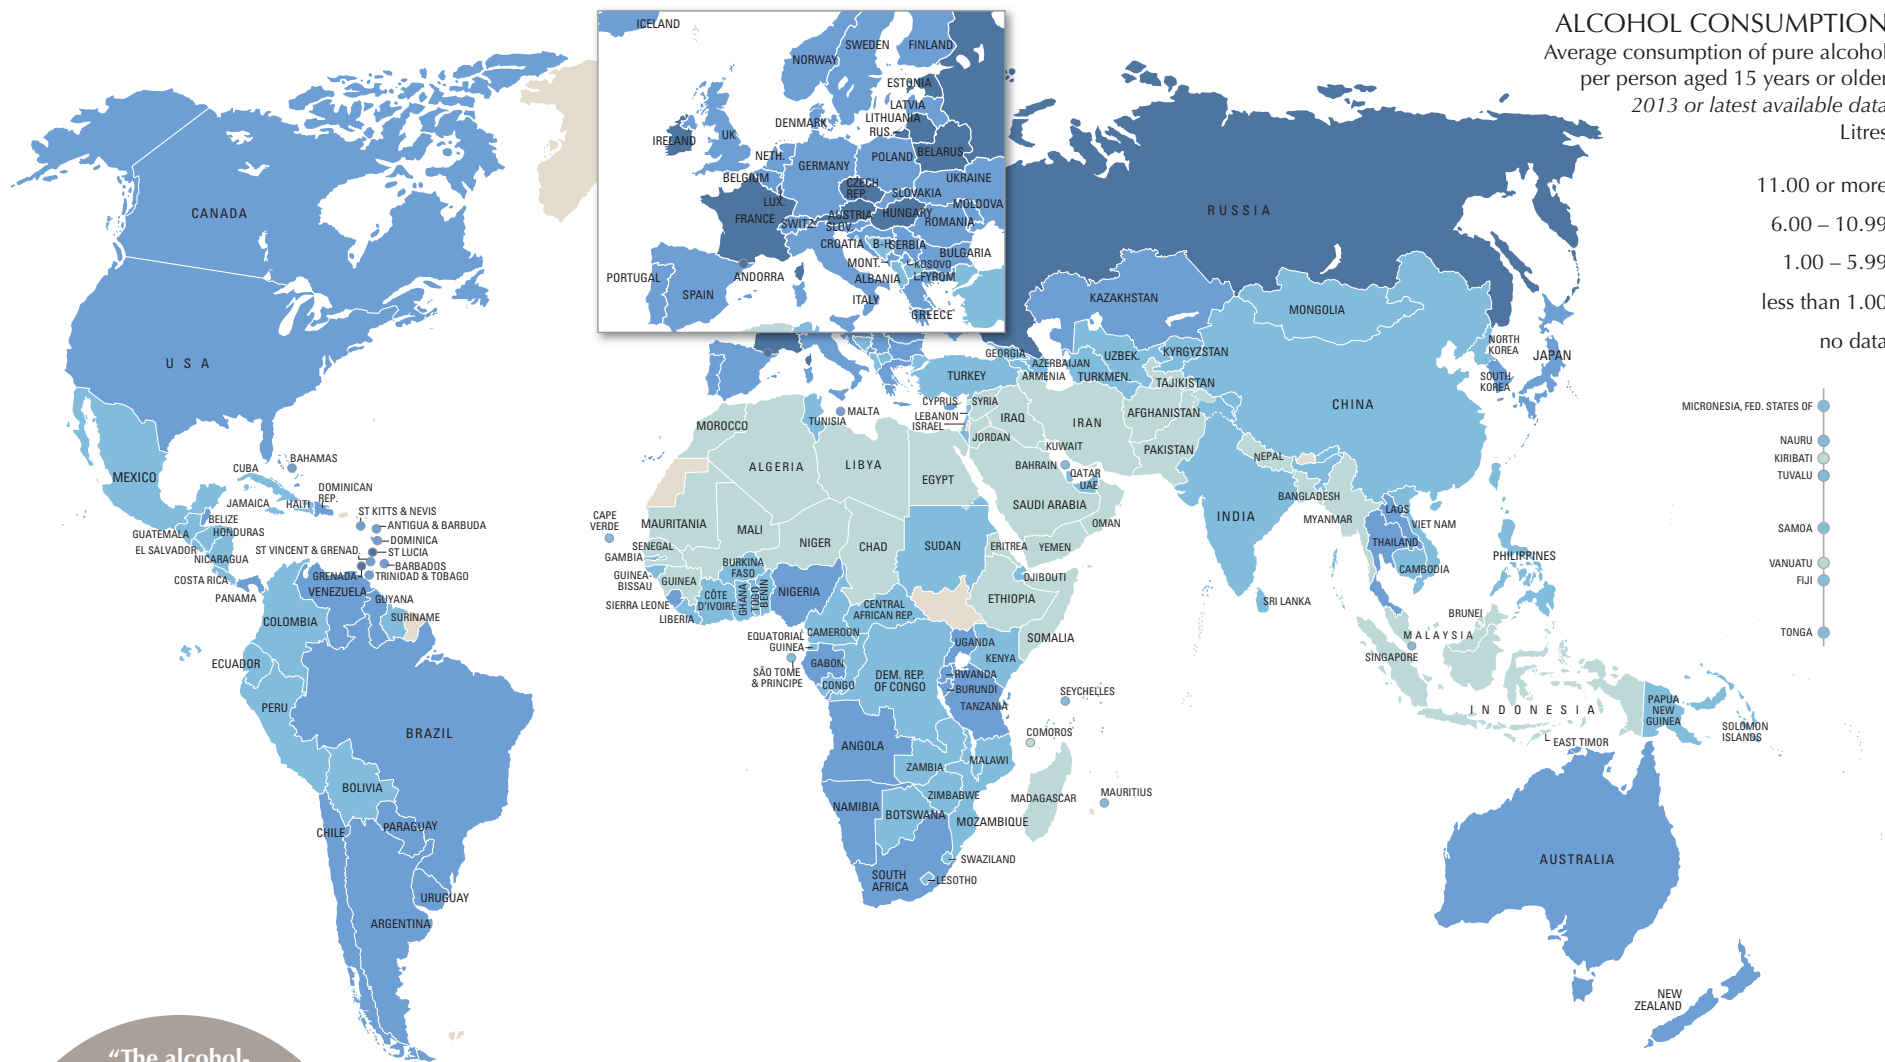 ALCOHOL CONSUMPTION
Average consumption of pure alcohol
per person aged 15 years or older
2013 or latest available data
Litres
11.00 or more
6.00 – 10.99
1.00 – 5.99
less than 1.00
no data
ICELAND
NORWAY
SWEDEN
FINLAND
ESTONIA
LATVIA
LITHUANIA
RUS.
DENMARK
IRELAND
UK
NETH.
BELGIUM
LUX.
GERMANY
POLAND
BELARUS
UKRAINE
CZECH
REP.
SLOVAKIA
MOLDOVA
FRANCE
SWITZ.
AUSTRIA
SLOV.
HUNGARY
ROMANIA
CROATIA
B-H
SERBIA
BULGARIA
MONT.
KOSOVO
ALBANIA
FYROM
PORTUGAL
SPAIN
ANDORRA
ITALY
GREECE
CANADA
U S A
MEXICO
BAHAMAS
CUBA
JAMAICA
HAITI
DOMINICAN
REP.
BELIZE
GUATEMALA
HONDURAS
EL SALVADOR
NICARAGUA
COSTA RICA
PANAMA
ST KITTS & NEVIS
ANTIGUA & BARBUDA
DOMINICA
ST VINCENT & GRENAD.
ST LUCIA
BARBADOS
GRENADA
TRINIDAD & TOBAGO
VENEZUELA
GUYANA
SURINAME
COLOMBIA
ECUADOR
PERU
BRAZIL
BOLIVIA
PARAGUAY
CHILE
URUGUAY
ARGENTINA
RUSSIA
KAZAKHSTAN
MONGOLIA
NORTH
KOREA
SOUTH
KOREA
JAPAN
GEORGIA
AZERBAIJAN
ARMENIA
UZBEK.
TURKMEN.
KYRGYZSTAN
TAJIKISTAN
CHINA
TURKEY
CYPRUS
SYRIA
LEBANON
ISRAEL
IRAQ
JORDAN
IRAN
AFGHANISTAN
PAKISTAN
KUWAIT
BAHRAIN
QATAR
UAE
SAUDI ARABIA
OMAN
YEMEN
NEPAL
BANGLADESH
INDIA
MYANMAR
LAOS
VIET NAM
THAILAND
CAMBODIA
PHILIPPINES
SRI LANKA
BRUNEI
MALAYSIA
SINGAPORE
INDONESIA
EAST TIMOR
PAPUA
NEW
GUINEA
SOLOMON
ISLANDS
AUSTRALIA
NEW
ZEALAND
MALTA
TUNISIA
MOROCCO
ALGERIA
LIBYA
EGYPT
CAPE
VERDE
MAURITANIA
MALI
NIGER
CHAD
SUDAN
ERITREA
DJIBOUTI
ETHIOPIA
SOMALIA
SENEGAL
GAMBIA
GUINEA-
BISSAU
GUINEA
SIERRA LEONE
LIBERIA
CÔTE
D'IVOIRE
BURKINA
FASO
GHANA
TOGO
BENIN
NIGERIA
CENTRAL
AFRICAN REP.
CAMEROON
EQUATORIAL
GUINEA
SÃO TOME
& PRINCIPE
GABON
CONGO
DEM. REP.
OF CONGO
UGANDA
KENYA
RWANDA
BURUNDI
TANZANIA
SEYCHELLES
COMOROS
ANGOLA
ZAMBIA
MALAWI
NAMIBIA
ZIMBABWE
BOTSWANA
MOZAMBIQUE
MADAGASCAR
MAURITIUS
SWAZILAND
SOUTH
AFRICA
LESOTHO
MICRONESIA, FED. STATES OF
NAURU
KIRIBATI
TUVALU
SAMOA
VANUATU
FIJI
TONGA
“The alcohol-